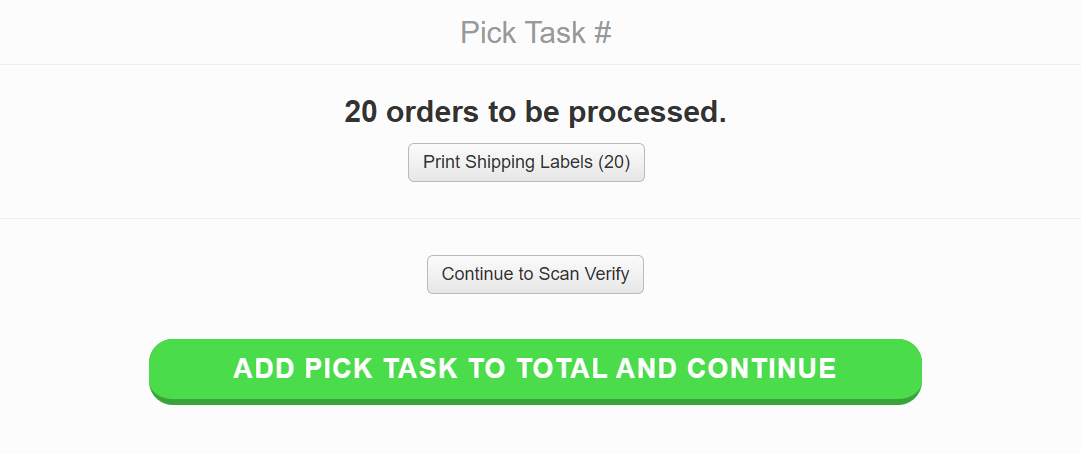 Pick Task #
20 orders to be processed.
Print Shipping Labels (20)
Continue to Scan Verify
ADD PICK TASK TO TOTAL AND CONTINUE